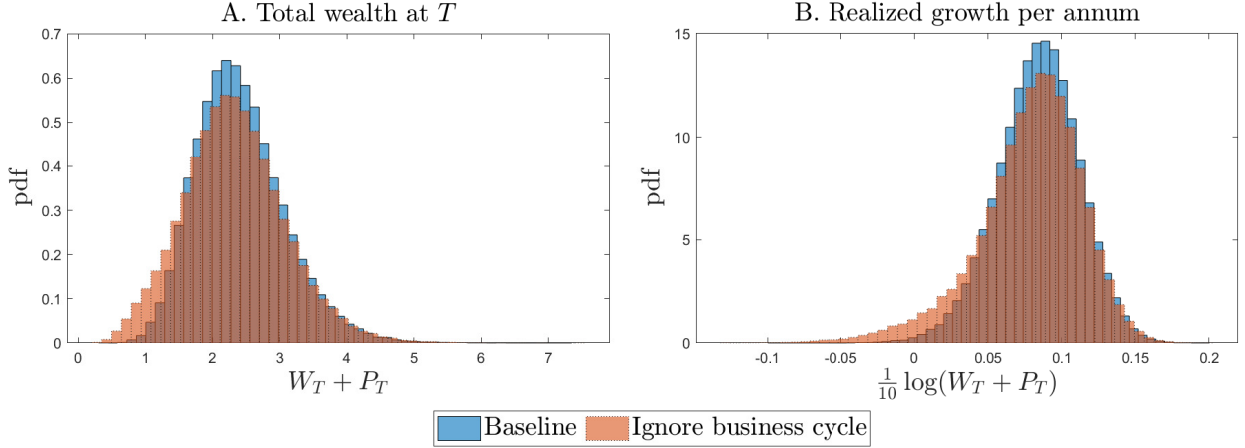 A. Total wealth at T
0.7
0.6
0.5
0.4
0.3
0.2
0.1
0
pdf
0 1 2 3 4 5 6 7
W_T + P_T
B. Realized growth per annum
15
10
5
0
pdf
-0.1 -0.05 0 0.05 0.1 0.15 0.2
1/10 log(W_T + P_T)
Baseline Ignore business cycle